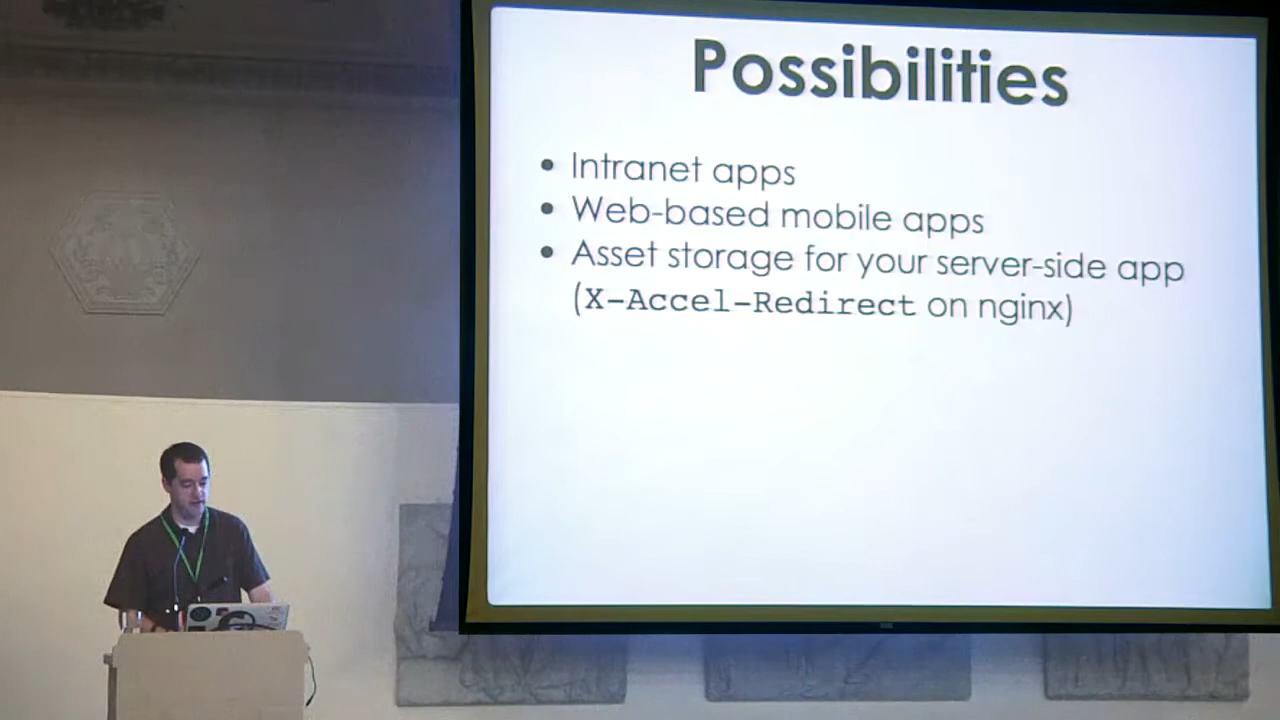 Possibilities
• Intranet apps
• Web-based mobile apps
• Asset storage for your server-side app
(X-Accel-Redirect on nginx)